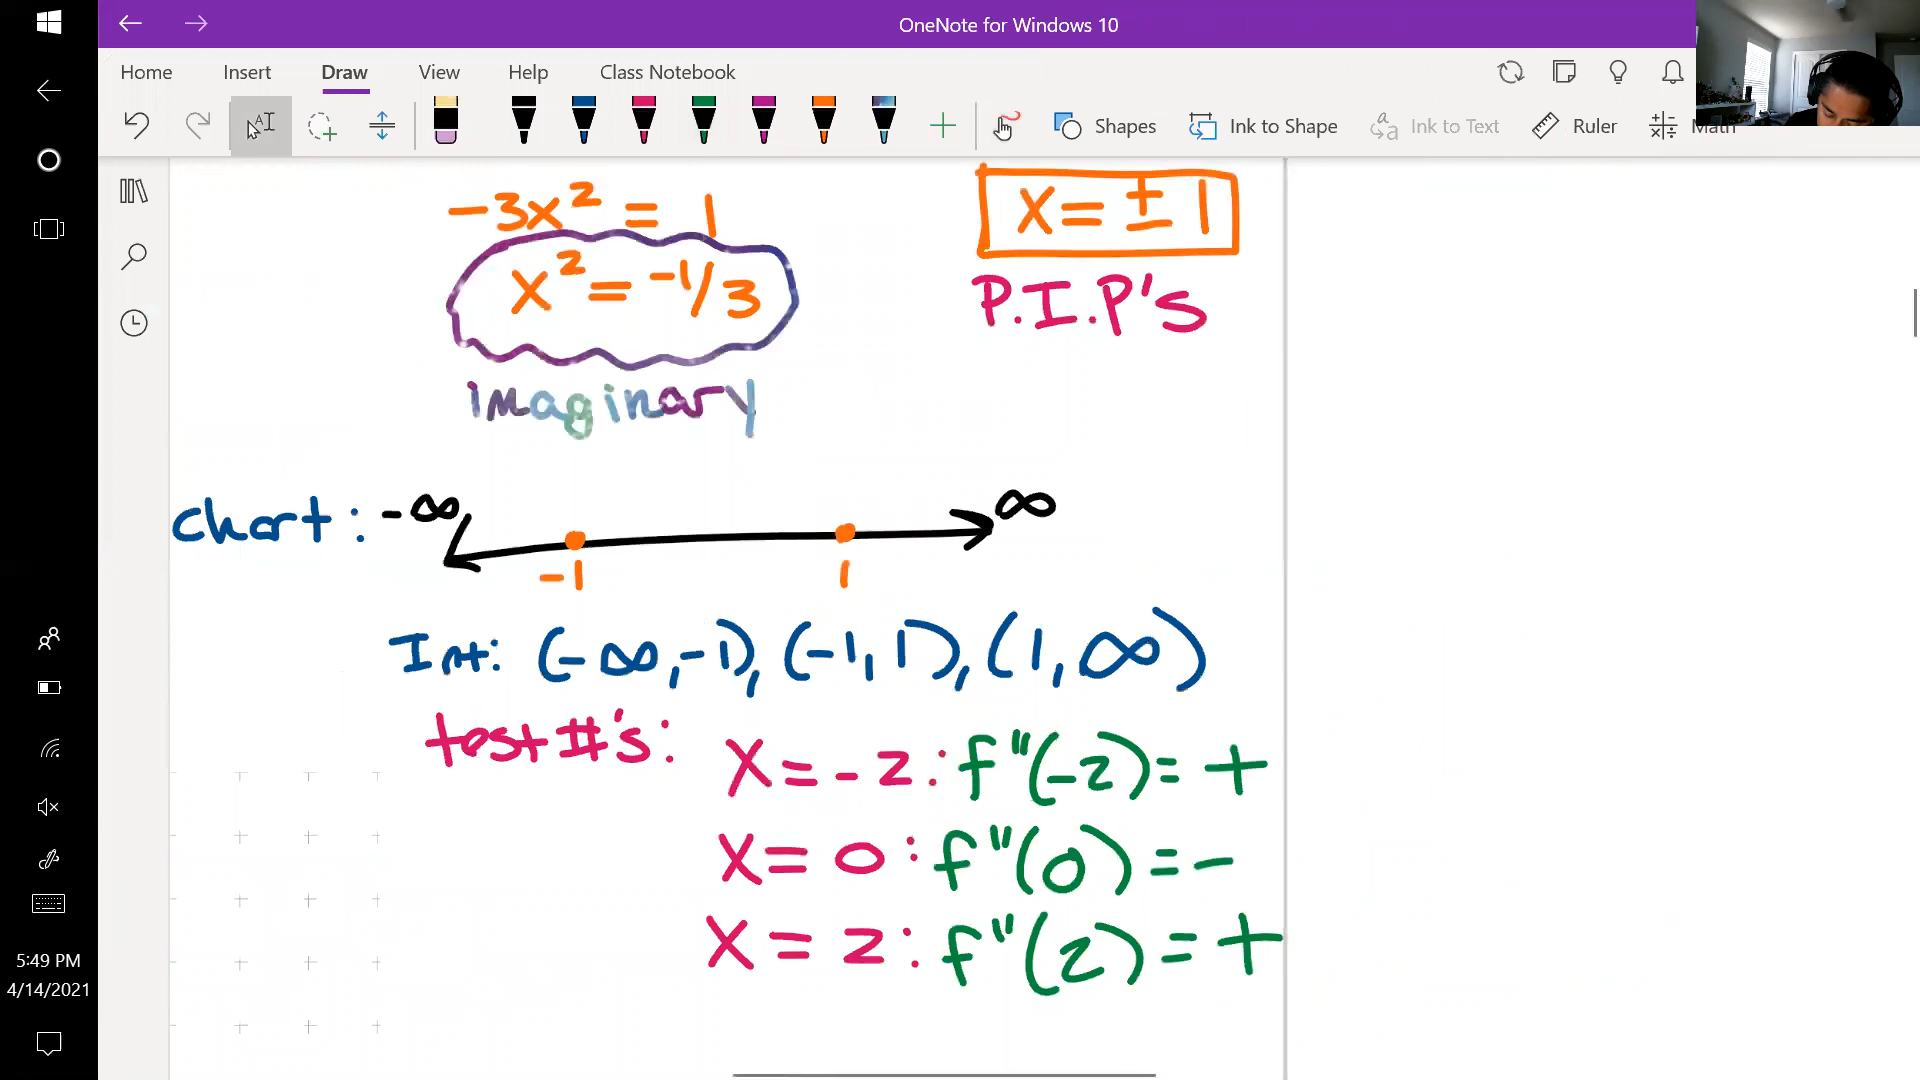 OneNote for Windows 10
Home Insert Draw View Help Class Notebook
Shapes Ink to Shape Ink to Text Ruler Math
-3x² = 1
x = ± 1
x² = -1/3
P.I.P's
imaginary
chart: -∞ ∞
-1 1
Int: (-∞,-1), (-1,1), (1,∞)
test #'s:
x = -2: f"(-2) = +
x = 0: f"(0) = -
x = 2: f"(2) = +
5:49 PM
4/14/2021